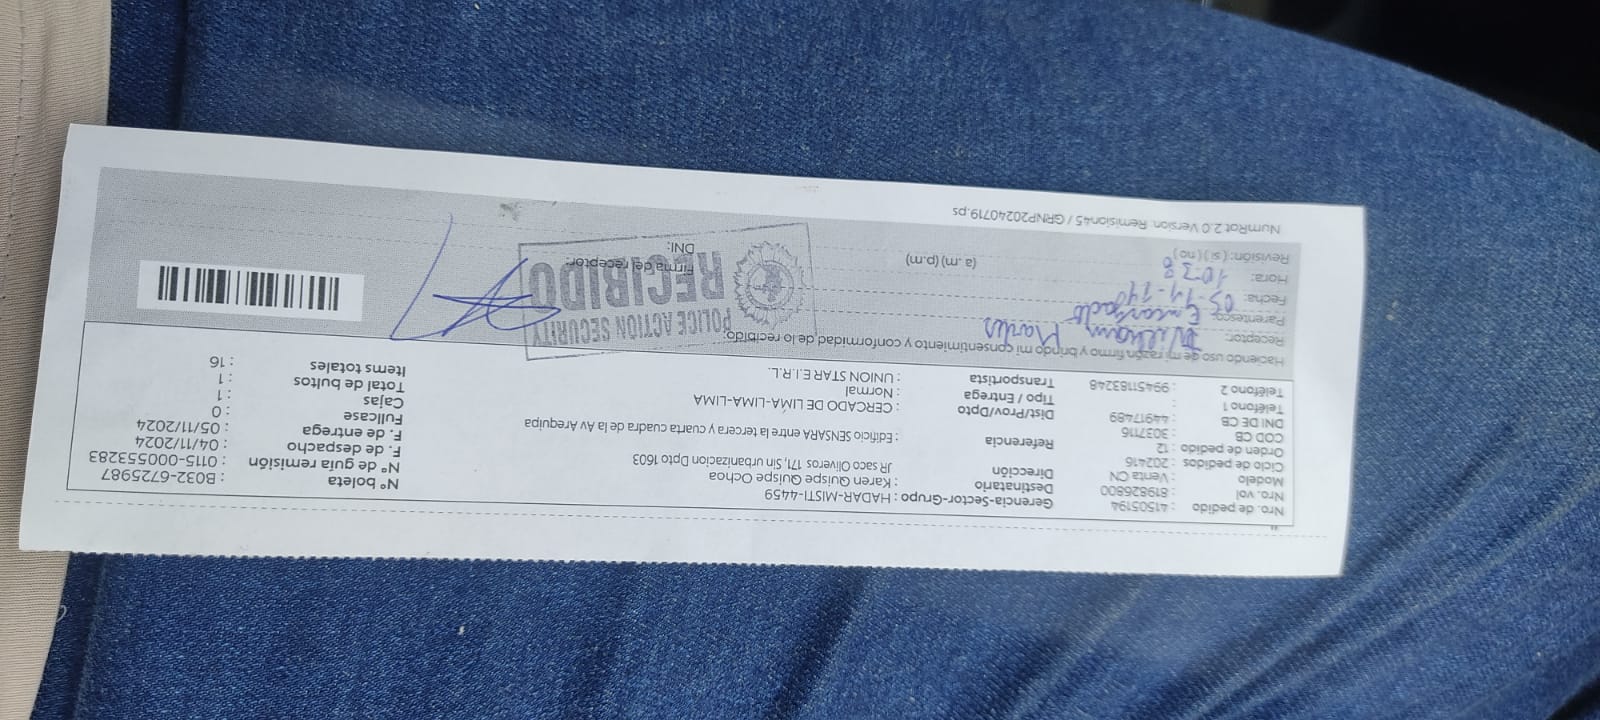 Nro. de pedido : 41505194
Nro. vol : 819826800
Modelo : Venta CN
Ciclo de pedidos : 202416
Orden de pedido : 12
COD CB : 3037116
DNI DE CB : 44917489
Teléfono 1 :
Teléfono 2 : 99451183248
Gerencia-Sector-Grupo : HADAR-MISTI-4459
Destinatario : Karen Quispe Quispe Ochoa
Dirección JR saco Oliveros 171, Sin urbanizacion Dpto 1603
Referencia : Edificio SENSARA entre la tercera y cuarta cuadra de la Av Arequipa
Dist/Prov/Dpto : CERCADO DE LIMA-LIMA-LIMA
Tipo / Entrega : Normal
Transportista : UNION STAR E.I.R.L.
N° boleta : B032-6725987
N° de guía remisión : 0115-000553283
F. de despacho : 04/11/2024
F. de entrega : 05/11/2024
Fullcase : 0
Cajas : 1
Total de bultos : 1
Items totales : 16
Haciendo uso de mi razón firmo y brindo mi consentimiento y conformidad de lo recibido.
Receptor: William
Parentesco: Encargado
Fecha:
Hora: 10:38 (a.m) (p.m)
Revisión: (si) (no)
Firma del receptor:
DNI:
POLICE ACTION SECURITY
RECIBIDO
NumRot 2.0 Version: Remision45 / GRNP20240719.ps